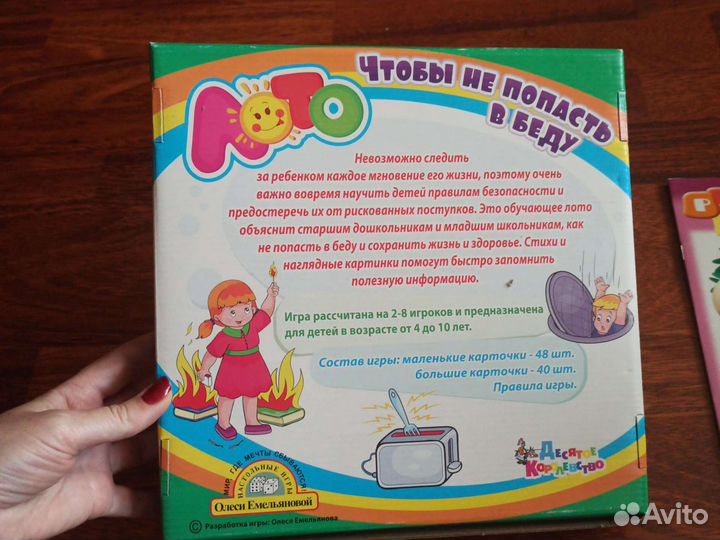 Лото
Чтобы не попасть
в беду
Невозможно следить
за ребенком каждое мгновение его жизни, поэтому очень
важно вовремя научить детей правилам безопасности и
предостеречь их от рискованных поступков. Это обучающее лото
объяснит старшим дошкольникам и младшим школьникам, как
не попасть в беду и сохранить жизнь и здоровье. Стихи и
наглядные картинки помогут быстро запомнить
полезную информацию.
Игра рассчитана на 2-8 игроков и предназначена
для детей в возрасте от 4 до 10 лет.
Состав игры: маленькие карточки - 48 шт.
большие карточки - 40 шт.
Правила игры.
МИР, ГДЕ МЕЧТЫ СБЫВАЮТСЯ
НАСТОЛЬНЫЕ ИГРЫ
Олеси Емельяновой
© Разработка игры: Олеся Емельянова
Десятое
Королевство
Р
Avito